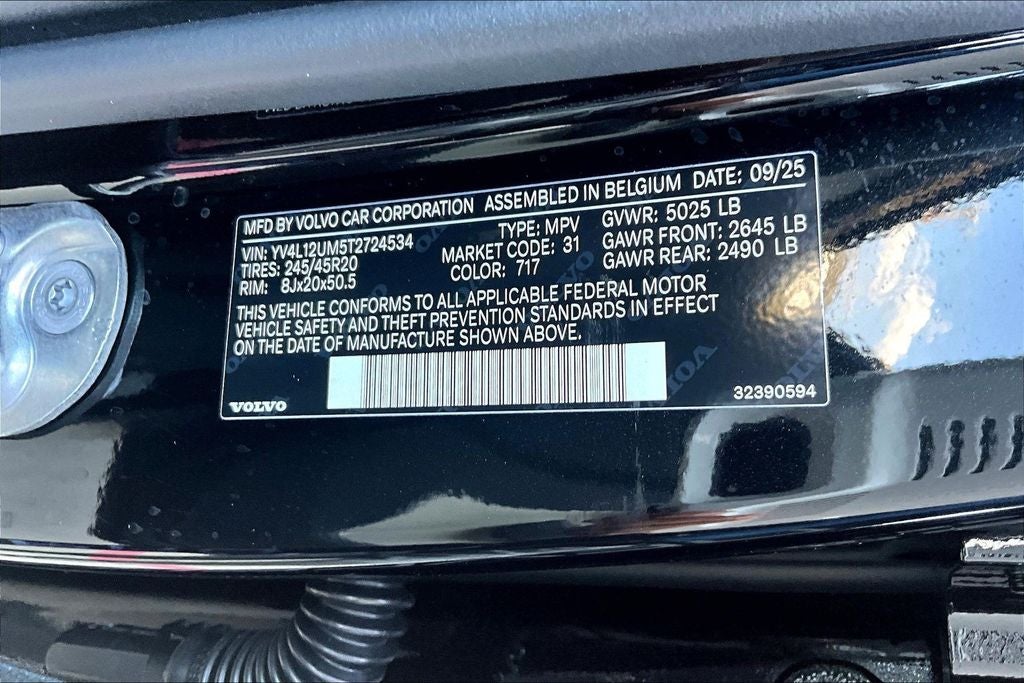 MFD BY VOLVO CAR CORPORATION ASSEMBLED IN BELGIUM DATE: 09/25
VIN: YV4L12UM5T2724534 TYPE: MPV GVWR: 5025 LB
TIRES: 245/45R20 MARKET CODE: 31 GAWR FRONT: 2645 LB
RIM: 8Jx20x50.5 COLOR: 717 GAWR REAR: 2490 LB
THIS VEHICLE CONFORMS TO ALL APPLICABLE FEDERAL MOTOR
VEHICLE SAFETY AND THEFT PREVENTION STANDARDS IN EFFECT
ON THE DATE OF MANUFACTURE SHOWN ABOVE.
VOLVO 32390594